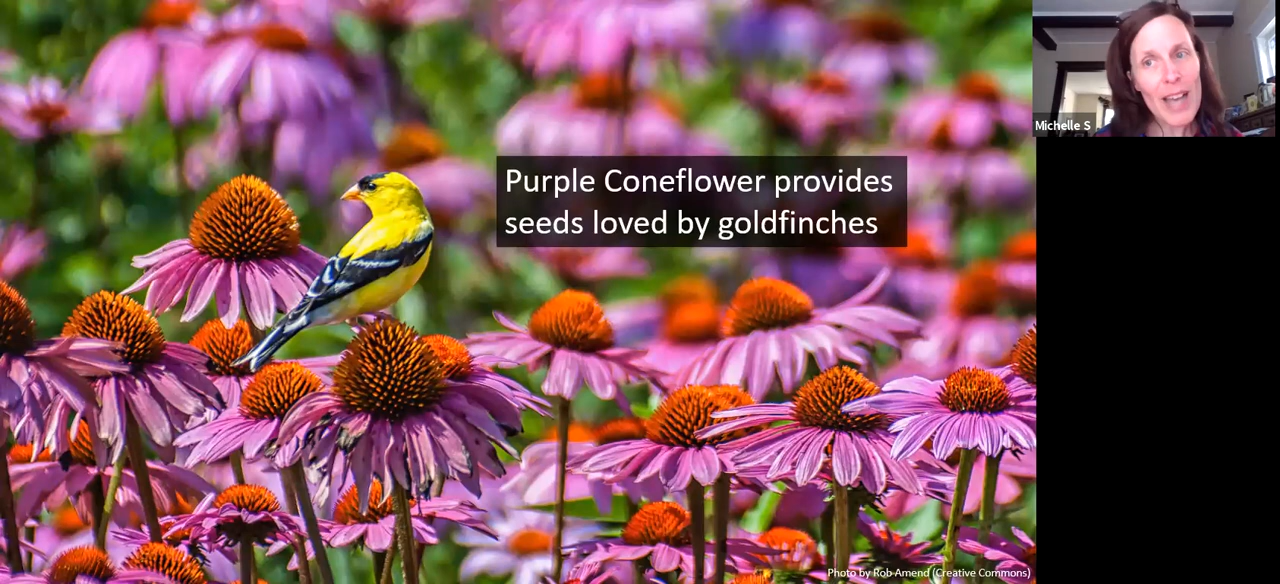 Michelle S
Purple Coneflower provides
seeds loved by goldfinches
Photo by Rob Amend (Creative Commons)